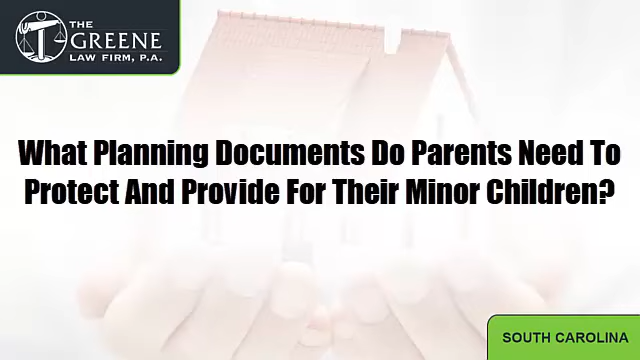 THE
GREENE
LAW FIRM, P.A.
What Planning Documents Do Parents Need To
Protect And Provide For Their Minor Children?
SOUTH CAROLINA